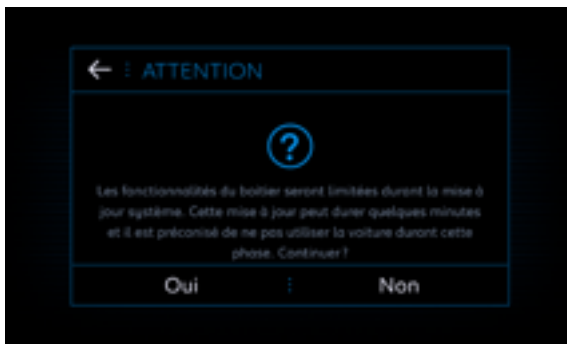 ATTENTION
?
Les fonctionnalités du boitier seront limitées durant la mise à
jour système. Cette mise à jour peut durer quelques minutes
et il est préconisé de ne pas utiliser la voiture durant cette
phase. Continuer ?
Oui
Non